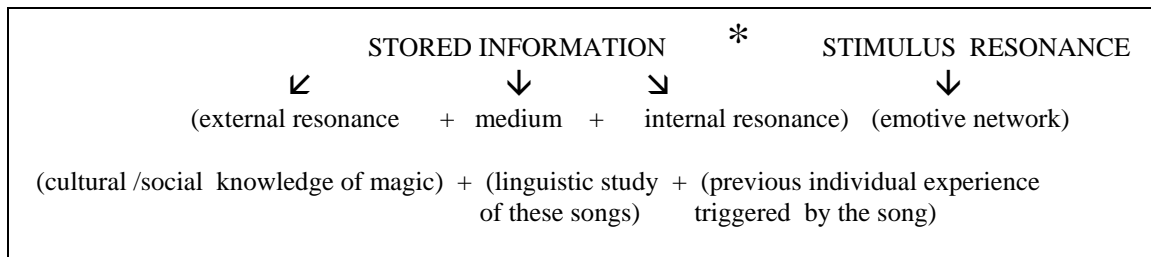 STORED INFORMATION * STIMULUS RESONANCE
↙ ↓ ↘ ↓
(external resonance + medium + internal resonance) (emotive network)
(cultural /social knowledge of magic) + (linguistic study + (previous individual experience
of these songs) triggered by the song)